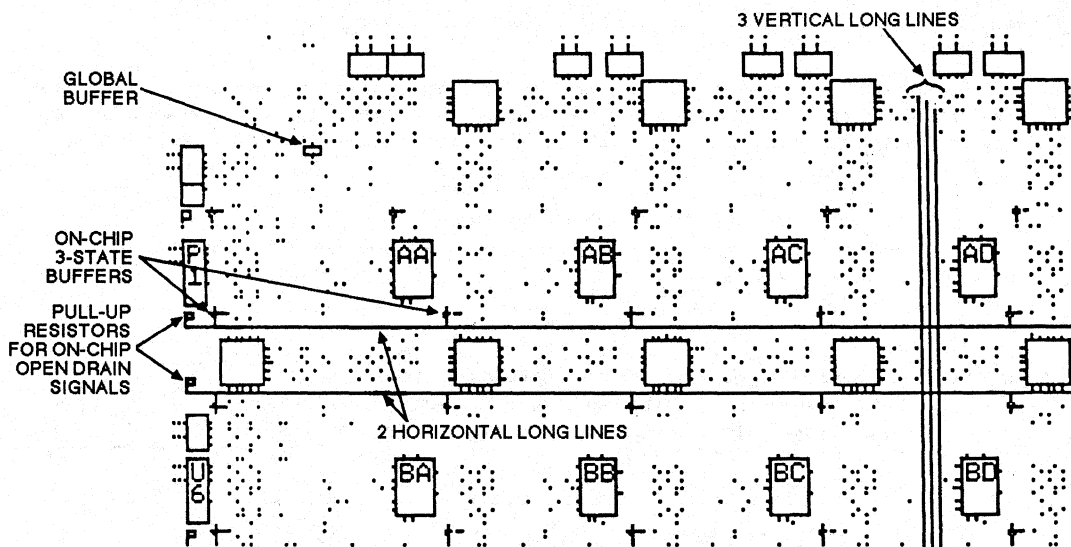 3 VERTICAL LONG LINES
GLOBAL
BUFFER
ON-CHIP
3-STATE
BUFFERS
P
1
AA
AB
AC
AD
PULL-UP
RESISTORS
FOR ON-CHIP
OPEN DRAIN
SIGNALS
2 HORIZONTAL LONG LINES
U
6
BA
BB
BC
BD